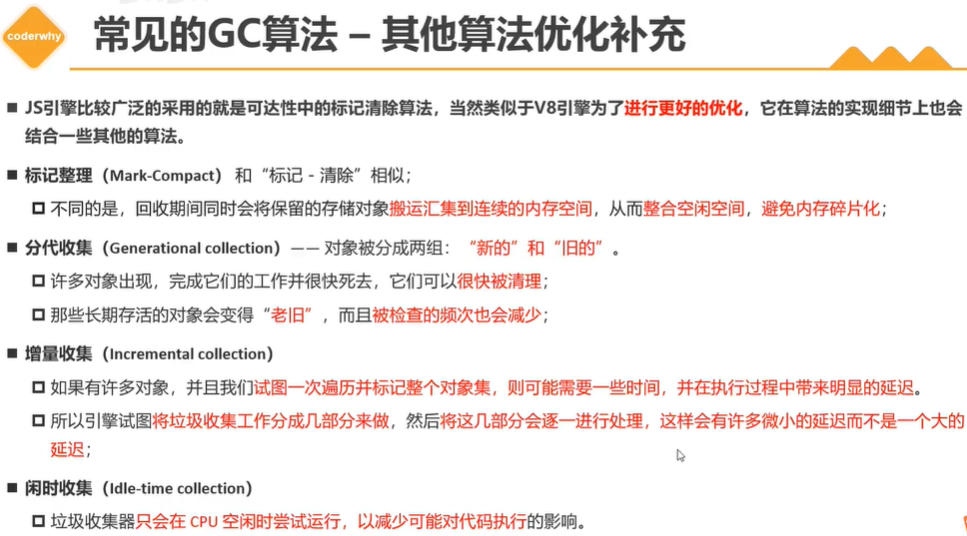 coderwhy
常见的GC算法 – 其他算法优化补充
JS引擎比较广泛的采用的就是可达性中的标记清除算法，当然类似于V8引擎为了进行更好的优化，它在算法的实现细节上也会
结合一些其他的算法。
标记整理（Mark-Compact） 和“标记－清除”相似；
不同的是，回收期间同时会将保留的存储对象搬运汇集到连续的内存空间，从而整合空闲空间，避免内存碎片化；
分代收集（Generational collection）—— 对象被分成两组：“新的”和“旧的”。
许多对象出现，完成它们的工作并很快死去，它们可以很快被清理；
那些长期存活的对象会变得“老旧”，而且被检查的频次也会减少；
增量收集（Incremental collection）
如果有许多对象，并且我们试图一次遍历并标记整个对象集，则可能需要一些时间，并在执行过程中带来明显的延迟。
所以引擎试图将垃圾收集工作分成几部分来做，然后将这几部分会逐一进行处理，这样会有许多微小的延迟而不是一个大的
延迟；
闲时收集（Idle-time collection）
垃圾收集器只会在 CPU 空闲时尝试运行，以减少可能对代码执行的影响。